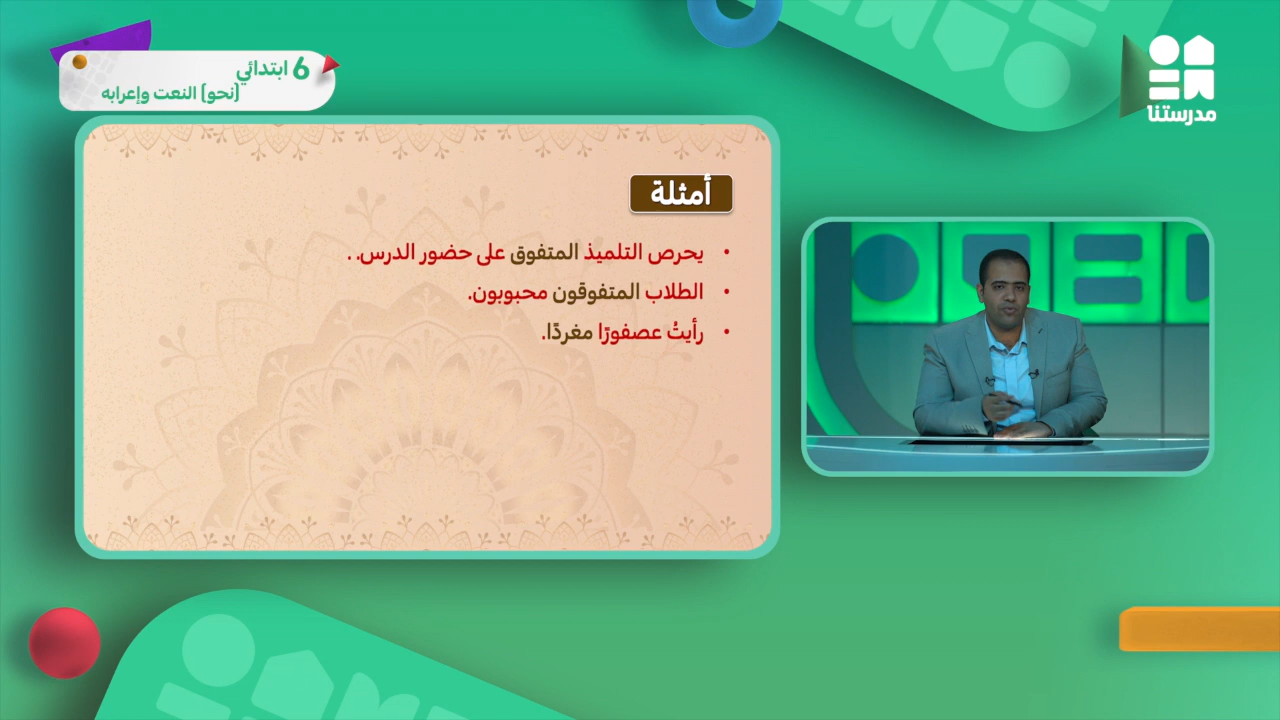 6 ابتدائي
(نحو) النعت وإعرابه
مدرستنا
أمثلة
• يحرص التلميذ المتفوق على حضور الدرس. .
• الطلاب المتفوقون محبوبون.
• رأيتُ عصفورًا مغردًا.